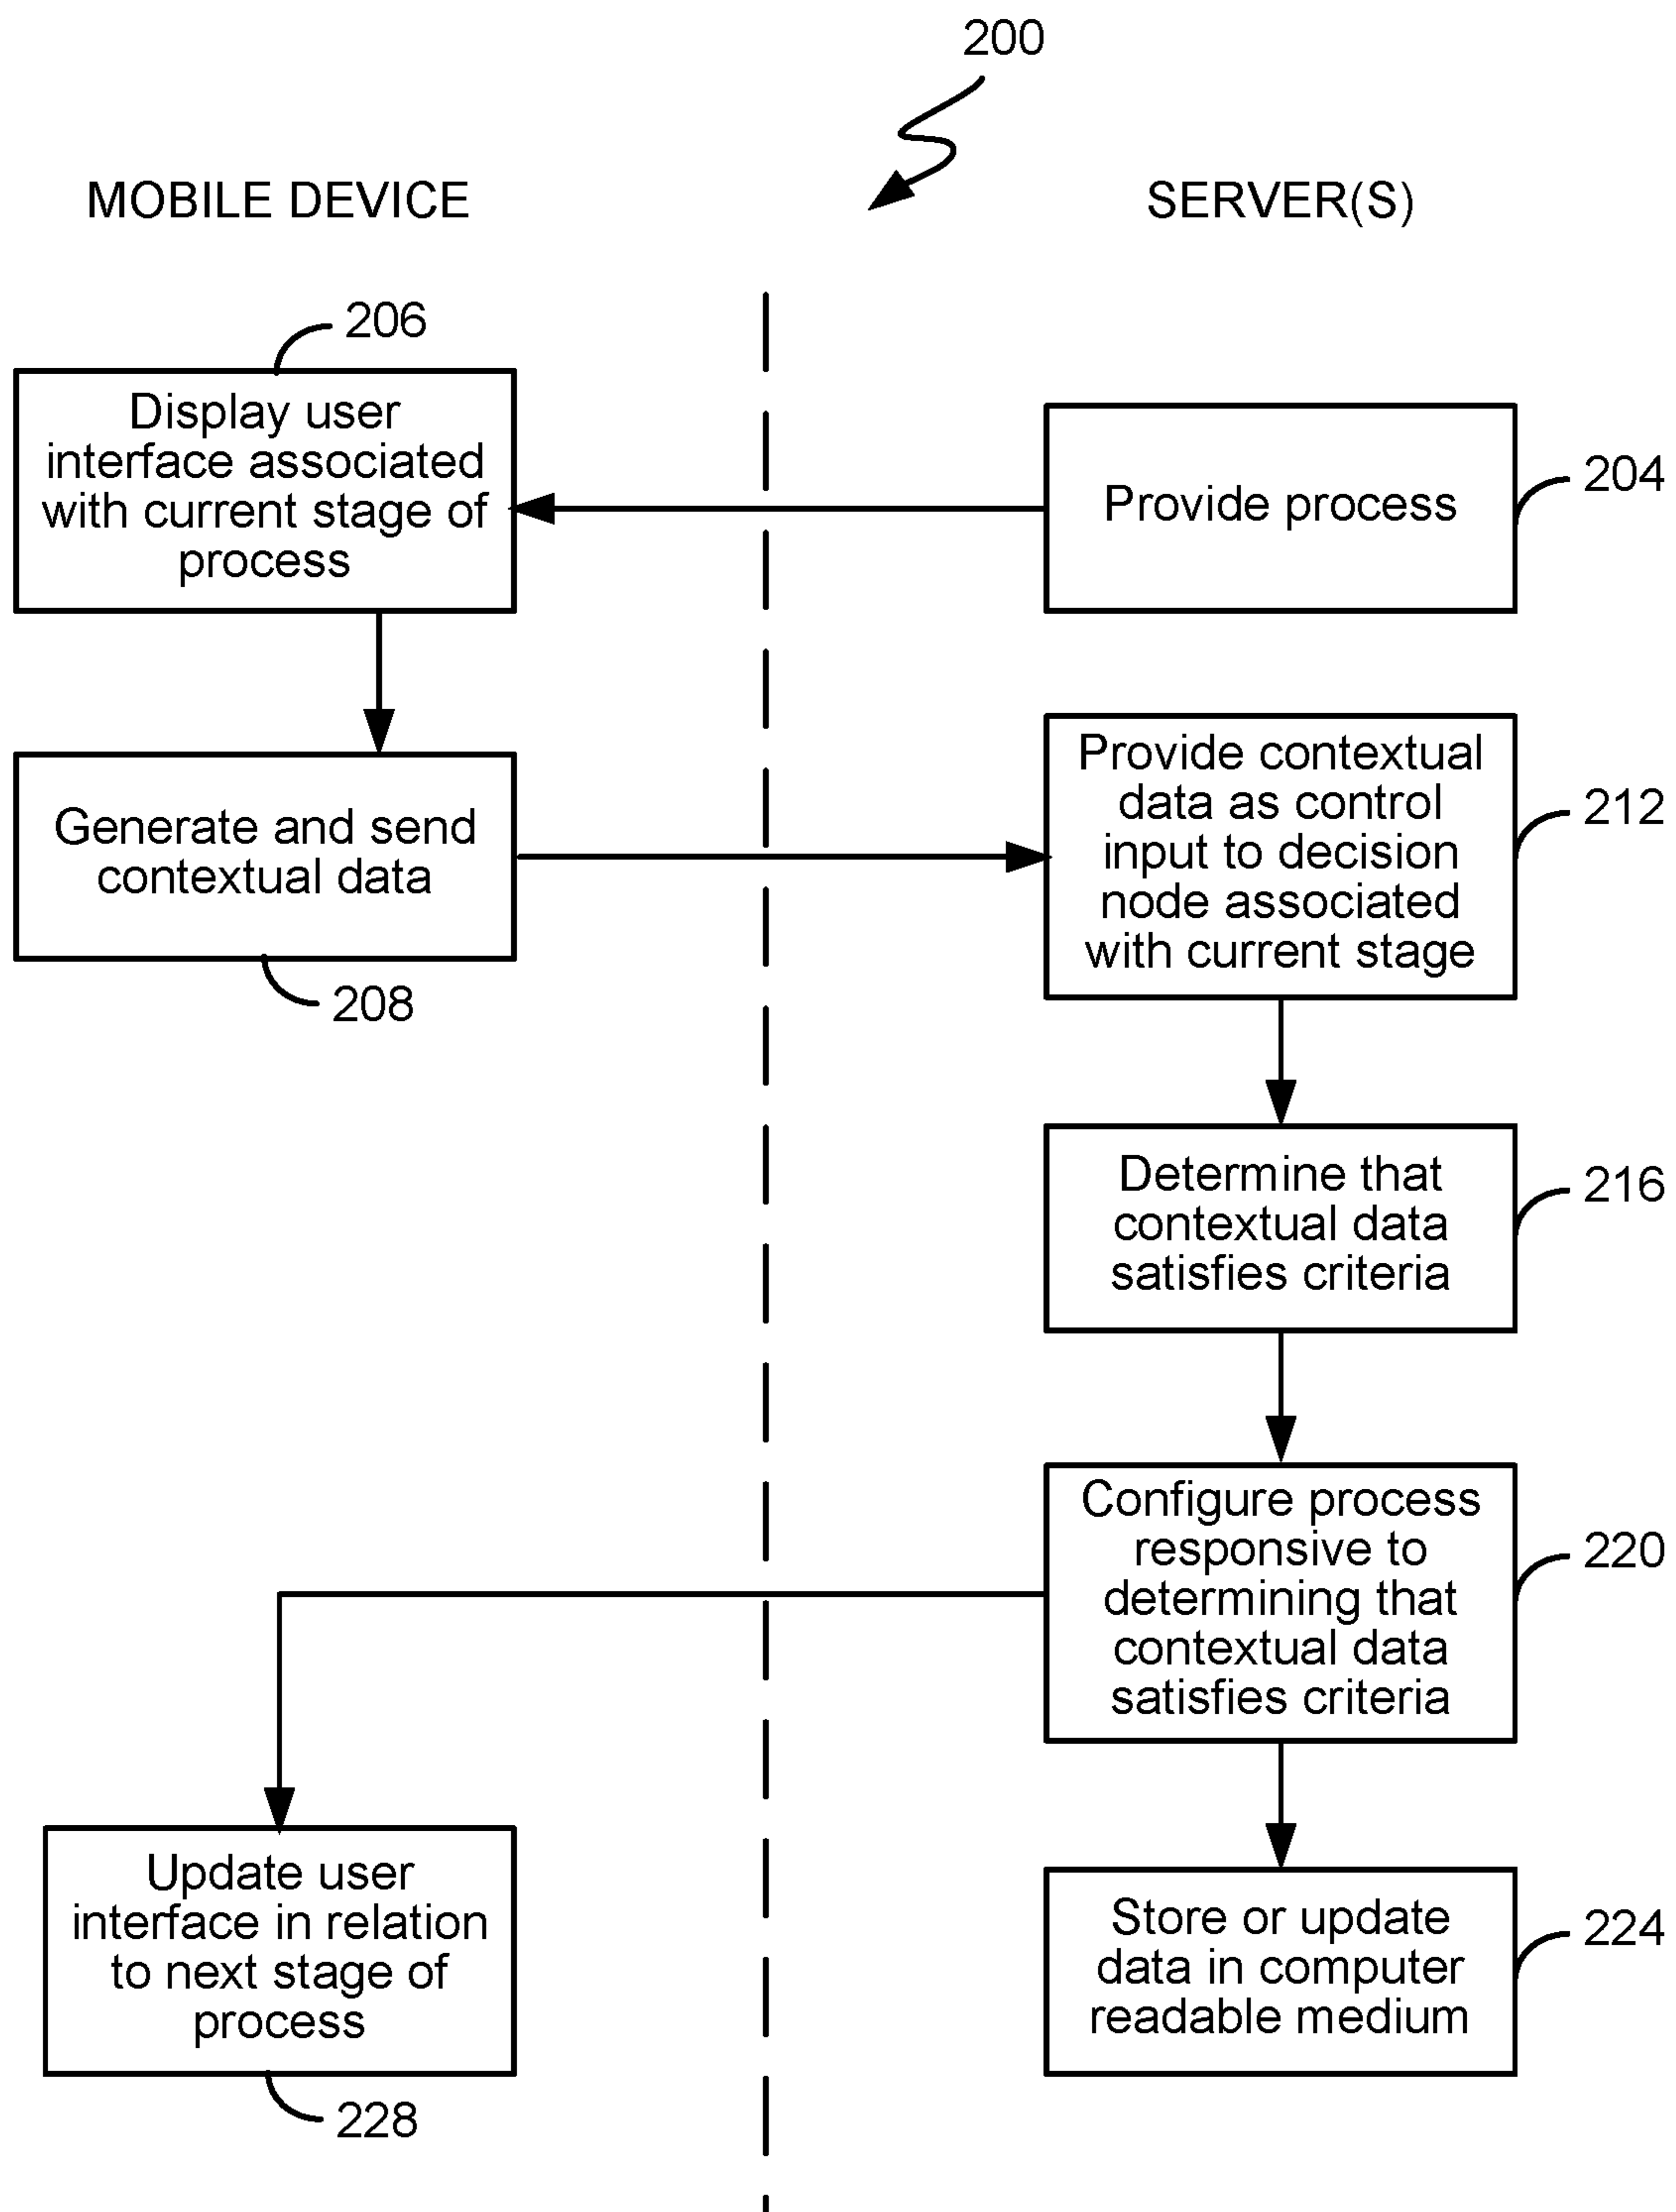 200
MOBILE DEVICE
SERVER(S)
206
Display user
interface associated
with current stage of
process
Provide process
204
Generate and send
contextual data
208
Provide contextual
data as control
input to decision
node associated
with current stage
212
Determine that
contextual data
satisfies criteria
216
Configure process
responsive to
determining that
contextual data
satisfies criteria
220
Update user
interface in relation
to next stage of
process
228
Store or update
data in computer
readable medium
224